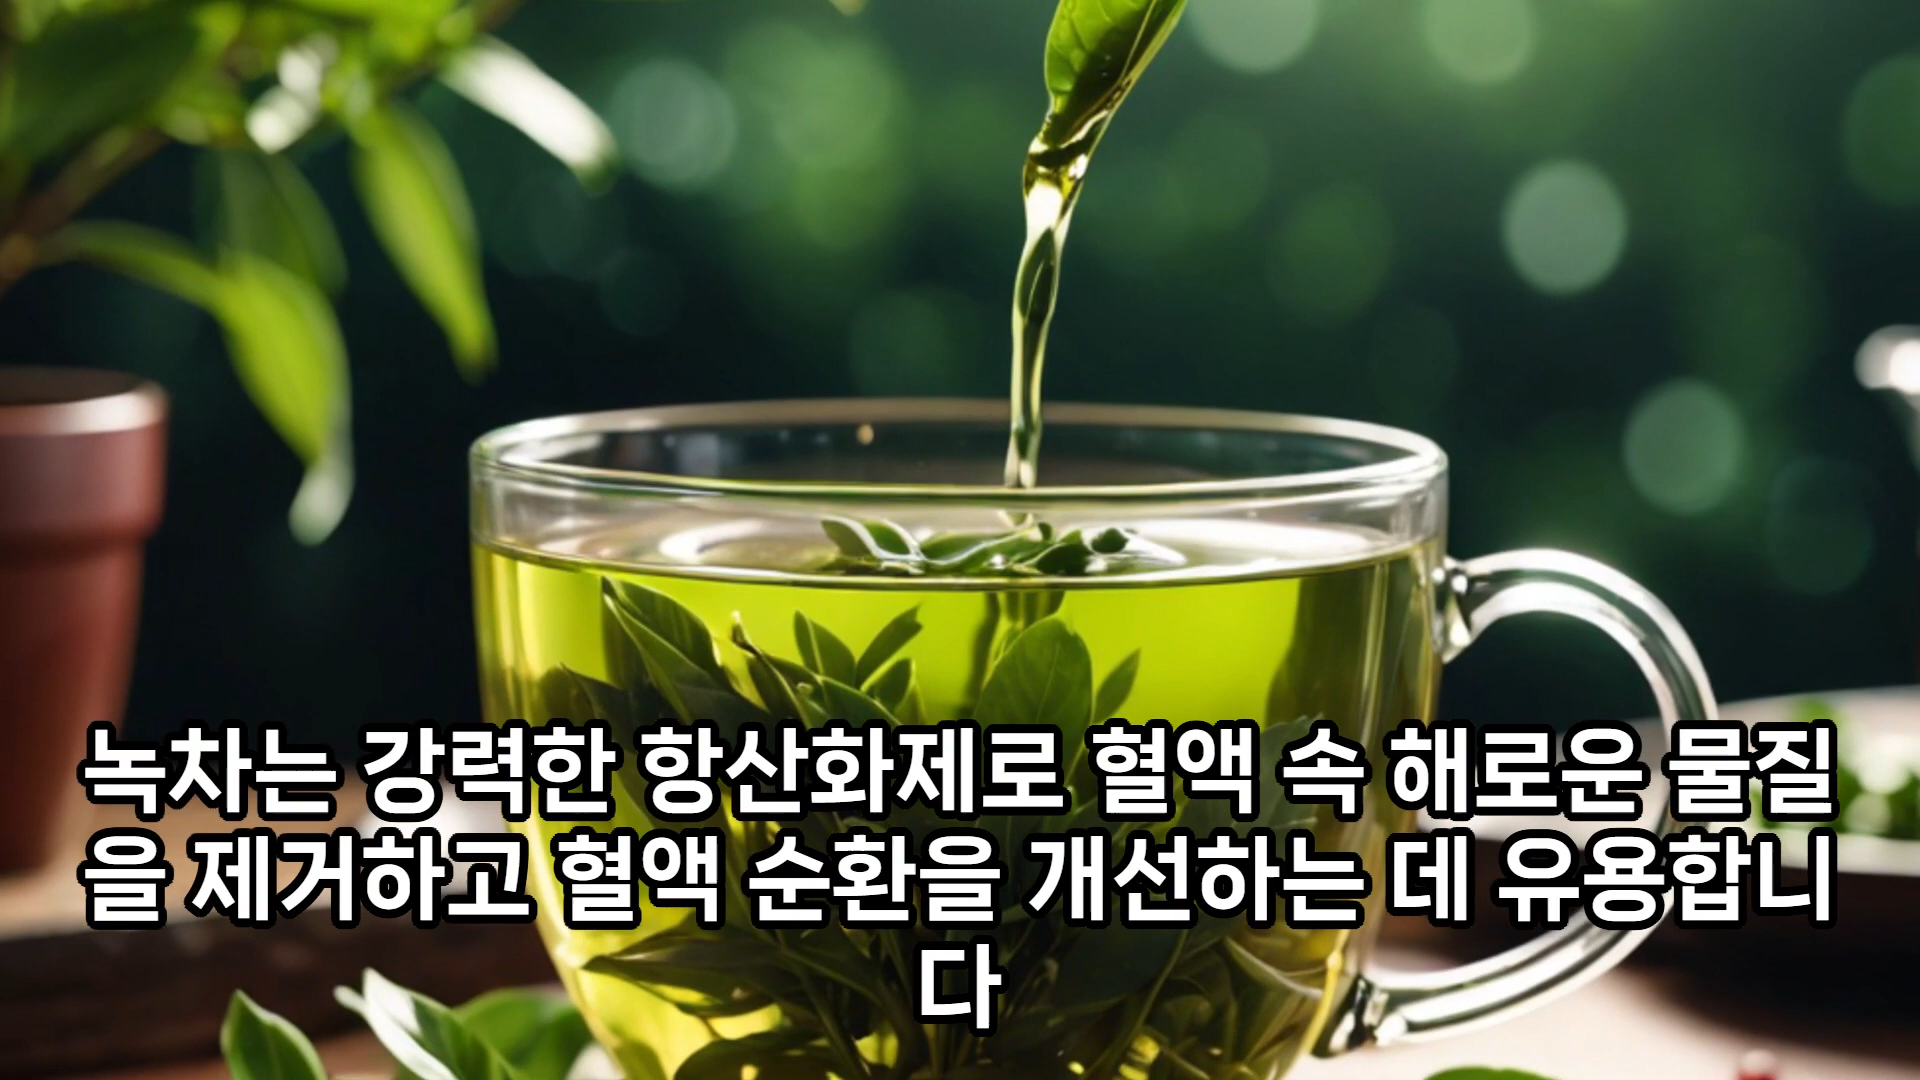 녹차는 강력한 항산화제로 혈액 속 해로운 물질
을 제거하고 혈액 순환을 개선하는 데 유용합니
다